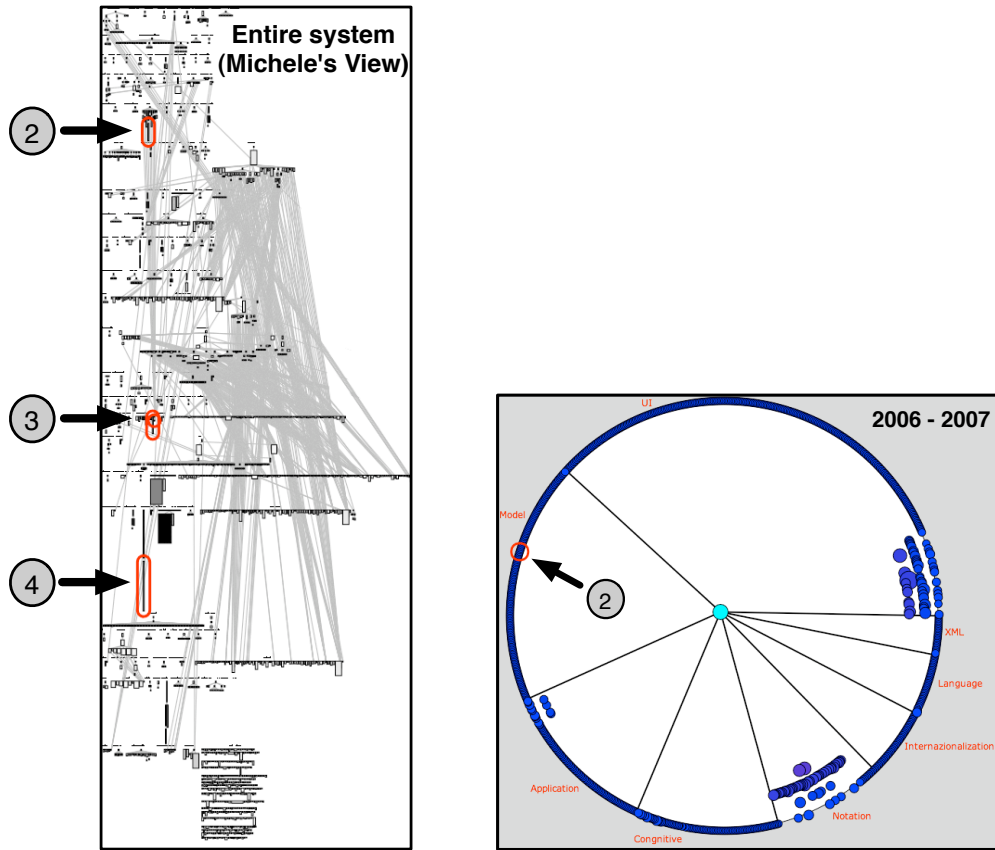 Entire system
(Michele's View)
2
3
4
2006 - 2007
UI
Model
2
XML
Language
Internazionalization
Notation
Application
Congnitive